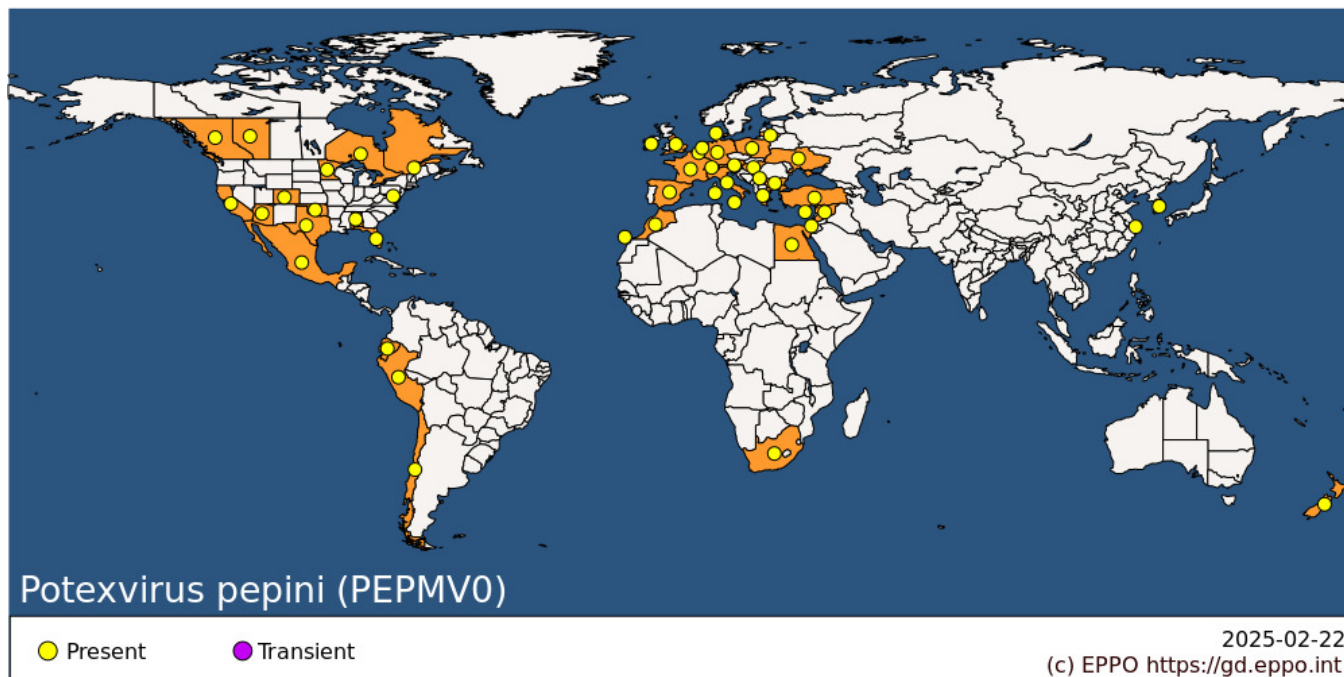 Potexvirus pepini (PEPMV0)
Present
Transient
2025-02-22
(c) EPPO https://gd.eppo.int